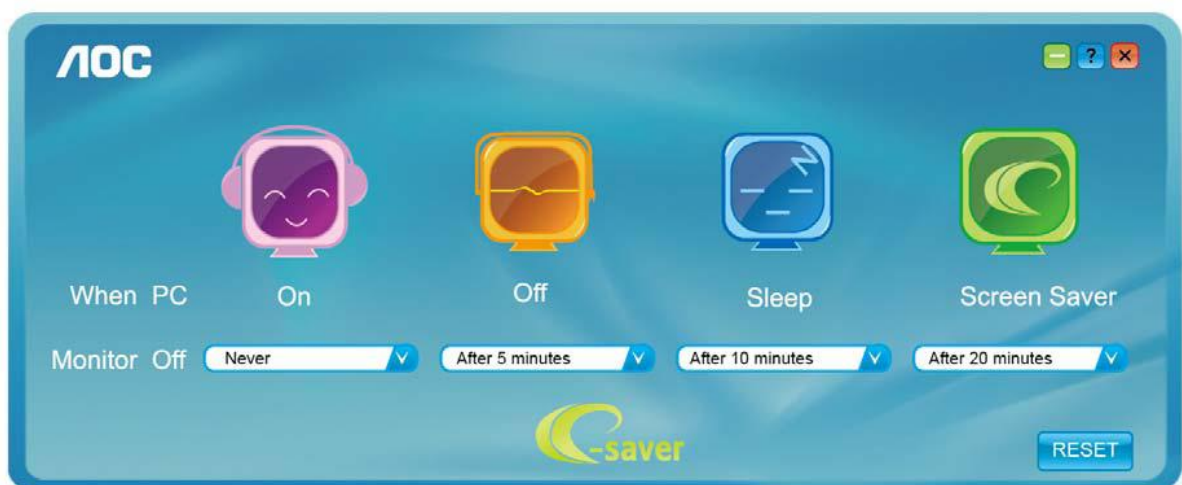 AOC
?
When PC On Off Sleep Screen Saver
Monitor Off Never After 5 minutes After 10 minutes After 20 minutes
e-saver
RESET